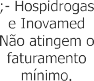 ;- Hospidrogas
e Inovamed
Não atingem o
faturamento
mínimo.